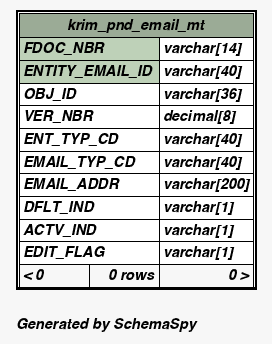 krim_pnd_email_mt
FDOC_NBR varchar[14]
ENTITY_EMAIL_ID varchar[40]
OBJ_ID varchar[36]
VER_NBR decimal[8]
ENT_TYP_CD varchar[40]
EMAIL_TYP_CD varchar[40]
EMAIL_ADDR varchar[200]
DFLT_IND varchar[1]
ACTV_IND varchar[1]
EDIT_FLAG varchar[1]
< 0 0 rows 0 >
Generated by SchemaSpy